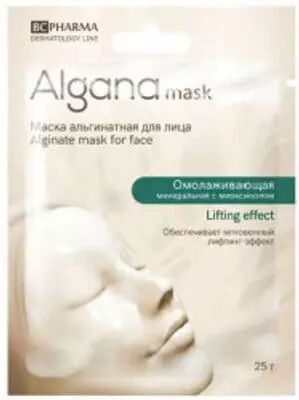 BC PHARMA
DERMATOLOGY LINE
Algana mask
Маска альгинатная для лица
Alginate mask for face
Омолаживающая
минеральная с миоксинолом
Lifting effect
Обеспечивает мгновенный
лифтинг-эффект
25 г